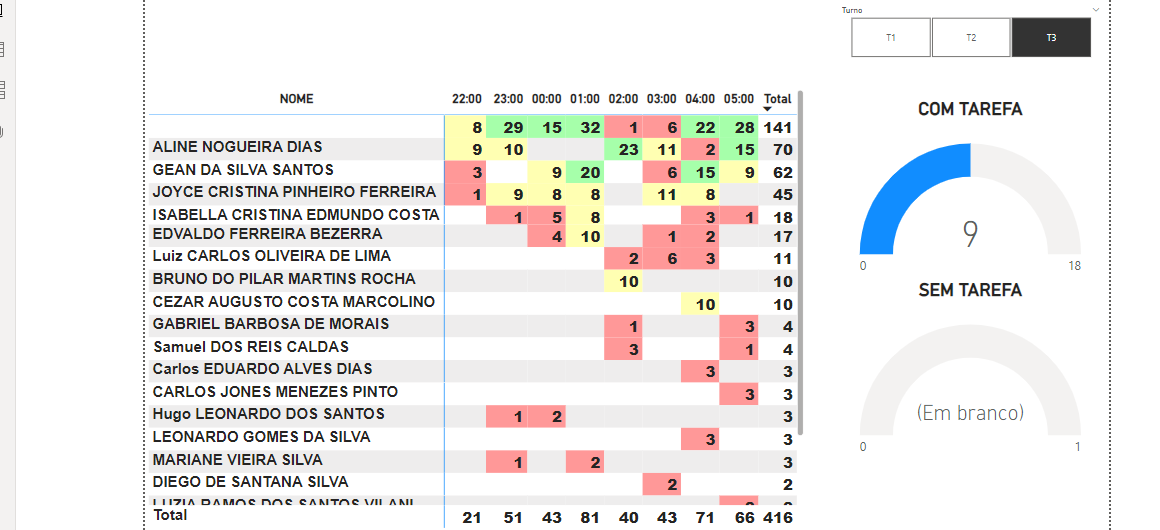 Turno
T1 T2 T3
NOME 22:00 23:00 00:00 01:00 02:00 03:00 04:00 05:00 Total
8 29 15 32 1 6 22 28 141
ALINE NOGUEIRA DIAS 9 10 23 11 2 15 70
GEAN DA SILVA SANTOS 3 9 20 6 15 9 62
JOYCE CRISTINA PINHEIRO FERREIRA 1 9 8 8 11 8 45
ISABELLA CRISTINA EDMUNDO COSTA 1 5 8 3 1 18
EDVALDO FERREIRA BEZERRA 4 10 1 2 17
Luiz CARLOS OLIVEIRA DE LIMA 2 6 3 11
BRUNO DO PILAR MARTINS ROCHA 10 10
CEZAR AUGUSTO COSTA MARCOLINO 10 10
GABRIEL BARBOSA DE MORAIS 1 3 4
Samuel DOS REIS CALDAS 3 1 4
Carlos EDUARDO ALVES DIAS 3 3
CARLOS JONES MENEZES PINTO 3 3
Hugo LEONARDO DOS SANTOS 1 2 3
LEONARDO GOMES DA SILVA 3 3
MARIANE VIEIRA SILVA 1 2 3
DIEGO DE SANTANA SILVA 2 2
LUZIA RAMOS DOS SANTOS VILANI
Total 21 51 43 81 40 43 71 66 416
COM TAREFA
9
0 18
SEM TAREFA
(Em branco)
0 1